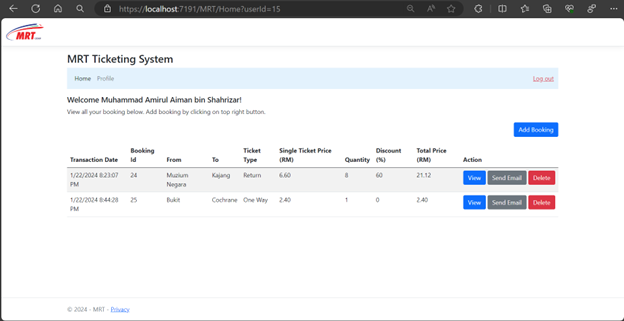 https://localhost:7191/MRT/Home?userId=15
MRT
MRT Ticketing System
Home Profile Log out
Welcome Muhammad Amirul Aiman bin Shahrizar!
View all your booking below. Add booking by clicking on top right button.
Add Booking
Transaction Date Booking Id From To Ticket Type Single Ticket Price (RM) Quantity Discount (%) Total Price (RM) Action
1/22/2024 8:23:07 PM 24 Muzium Negara Kajang Return 6.60 8 60 21.12 View Send Email Delete
1/22/2024 8:44:28 PM 25 Bukit Cochrane One Way 2.40 1 0 2.40 View Send Email Delete
© 2024 - MRT - Privacy